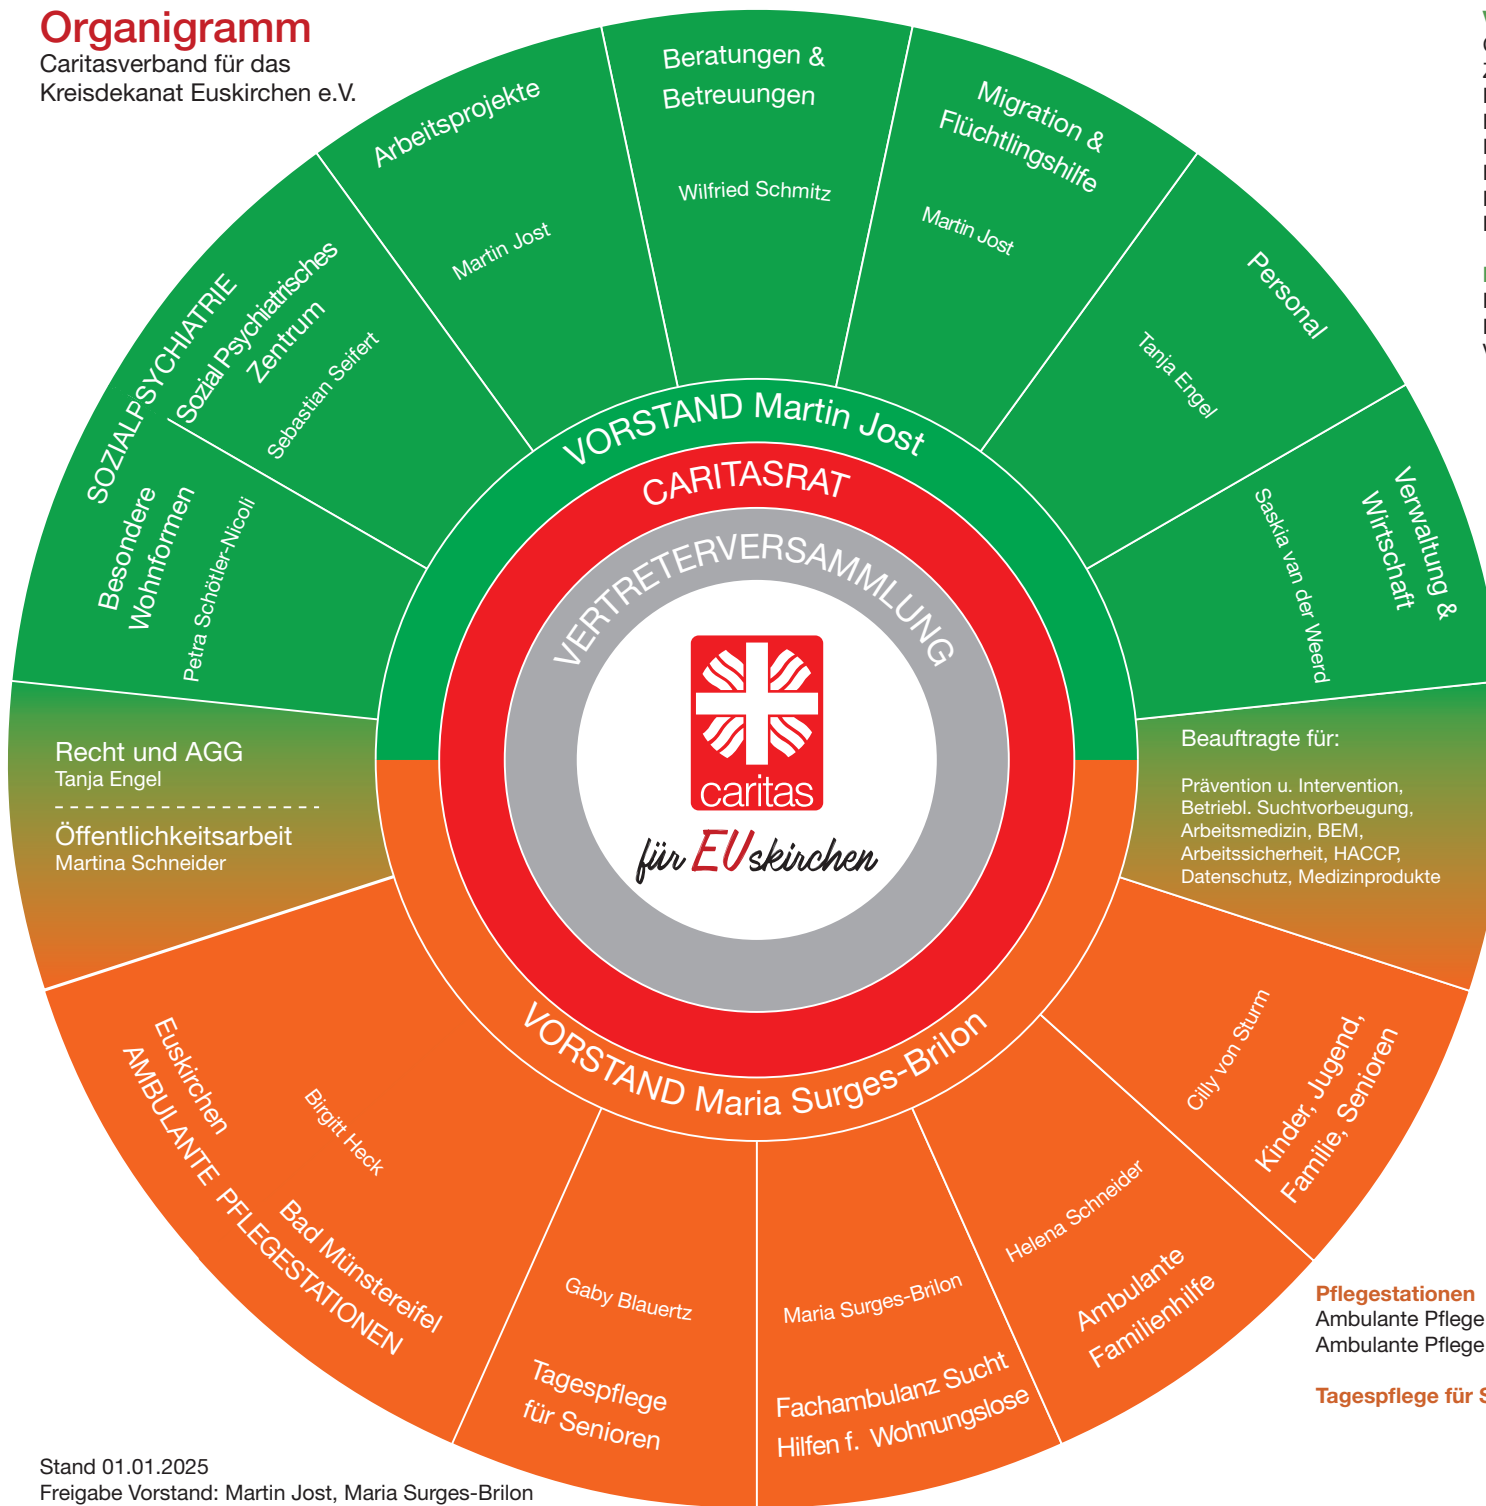 Organigramm
Caritasverband für das
Kreisdekanat Euskirchen e.V.
Beratungen &
Betreuungen
Wilfried Schmitz
Migration &
Flüchtlingshilfe
Martin Jost
Personal
Tanja Engel
Verwaltung &
Wirtschaft
Saskia van der Weerd
Arbeitsprojekte
Martin Jost
SOZIALPSYCHIATRIE
Sozial Psychiatrisches
Zentrum
Sebastian Seifert
Besondere
Wohnformen
Petra Schötler-Nicoli
VORSTAND Martin Jost
CARITASRAT
VERTRETERVERSAMMLUNG
caritas
für EUskirchen
Recht und AGG
Tanja Engel
Öffentlichkeitsarbeit
Martina Schneider
Beauftragte für:
Prävention u. Intervention,
Betriebl. Suchtvorbeugung,
Arbeitsmedizin, BEM,
Arbeitssicherheit, HACCP,
Datenschutz, Medizinprodukte
VORSTAND Maria Surges-Brilon
Euskirchen
AMBULANTE PFLEGESTATIONEN
Birgitt Heck
Bad Münstereifel
Gaby Blauertz
Tagespflege
für Senioren
Maria Surges-Brilon
Fachambulanz Sucht
Hilfen f. Wohnungslose
Helena Schneider
Ambulante
Familienhilfe
Cilly von Sturm
Kinder, Jugend,
Familie, Senioren
Pflegestationen
Ambulante Pflege
Ambulante Pflege
Tagespflege für S
Stand 01.01.2025
Freigabe Vorstand: Martin Jost, Maria Surges-Brilon